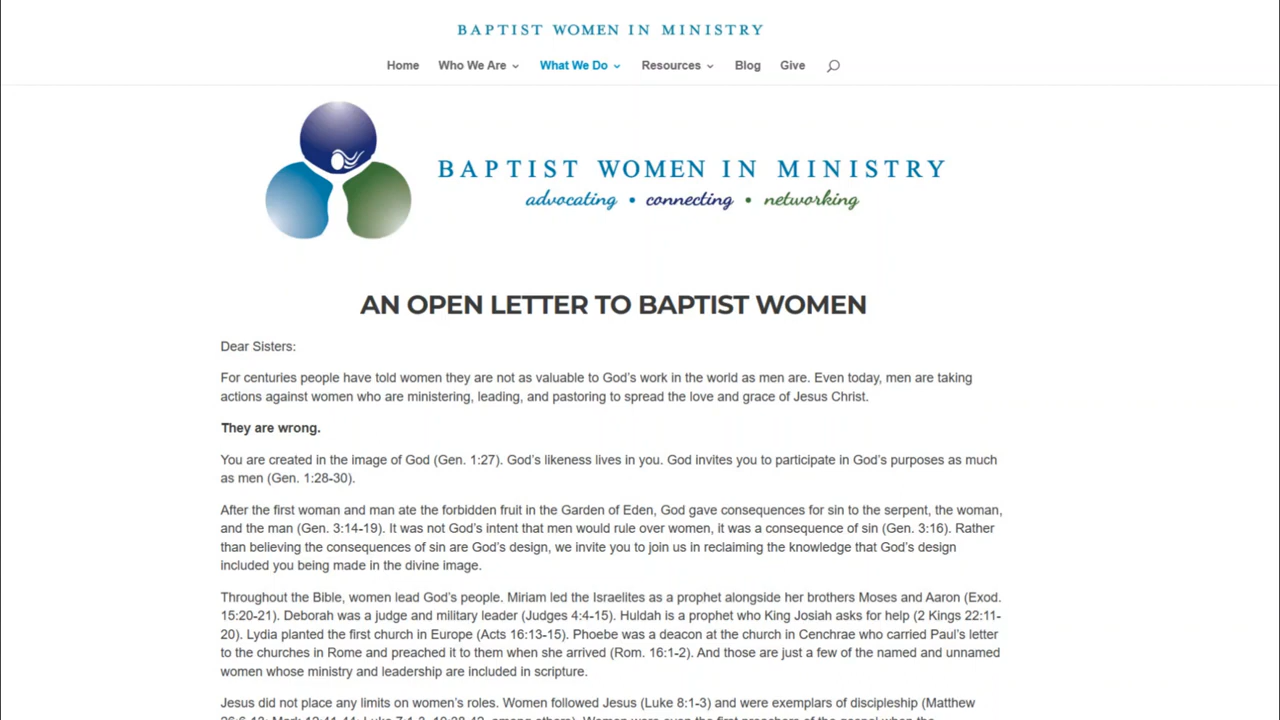 BAPTIST WOMEN IN MINISTRY
Home Who We Are What We Do Resources Blog Give
BAPTIST WOMEN IN MINISTRY
advocating • connecting • networking
AN OPEN LETTER TO BAPTIST WOMEN
Dear Sisters:
For centuries people have told women they are not as valuable to God’s work in the world as men are. Even today, men are taking
actions against women who are ministering, leading, and pastoring to spread the love and grace of Jesus Christ.
They are wrong.
You are created in the image of God (Gen. 1:27). God’s likeness lives in you. God invites you to participate in God’s purposes as much
as men (Gen. 1:28-30).
After the first woman and man ate the forbidden fruit in the Garden of Eden, God gave consequences for sin to the serpent, the woman,
and the man (Gen. 3:14-19). It was not God’s intent that men would rule over women, it was a consequence of sin (Gen. 3:16). Rather
than believing the consequences of sin are God’s design, we invite you to join us in reclaiming the knowledge that God’s design
included you being made in the divine image.
Throughout the Bible, women lead God’s people. Miriam led the Israelites as a prophet alongside her brothers Moses and Aaron (Exod.
15:20-21). Deborah was a judge and military leader (Judges 4:4-15). Huldah is a prophet who King Josiah asks for help (2 Kings 22:11-
20). Lydia planted the first church in Europe (Acts 16:13-15). Phoebe was a deacon at the church in Cenchrae who carried Paul’s letter
to the churches in Rome and preached it to them when she arrived (Rom. 16:1-2). And those are just a few of the named and unnamed
women whose ministry and leadership are included in scripture.
Jesus did not place any limits on women’s roles. Women followed Jesus (Luke 8:1-3) and were exemplars of discipleship (Matthew
among others). Women were even the first preachers of the gospel when the